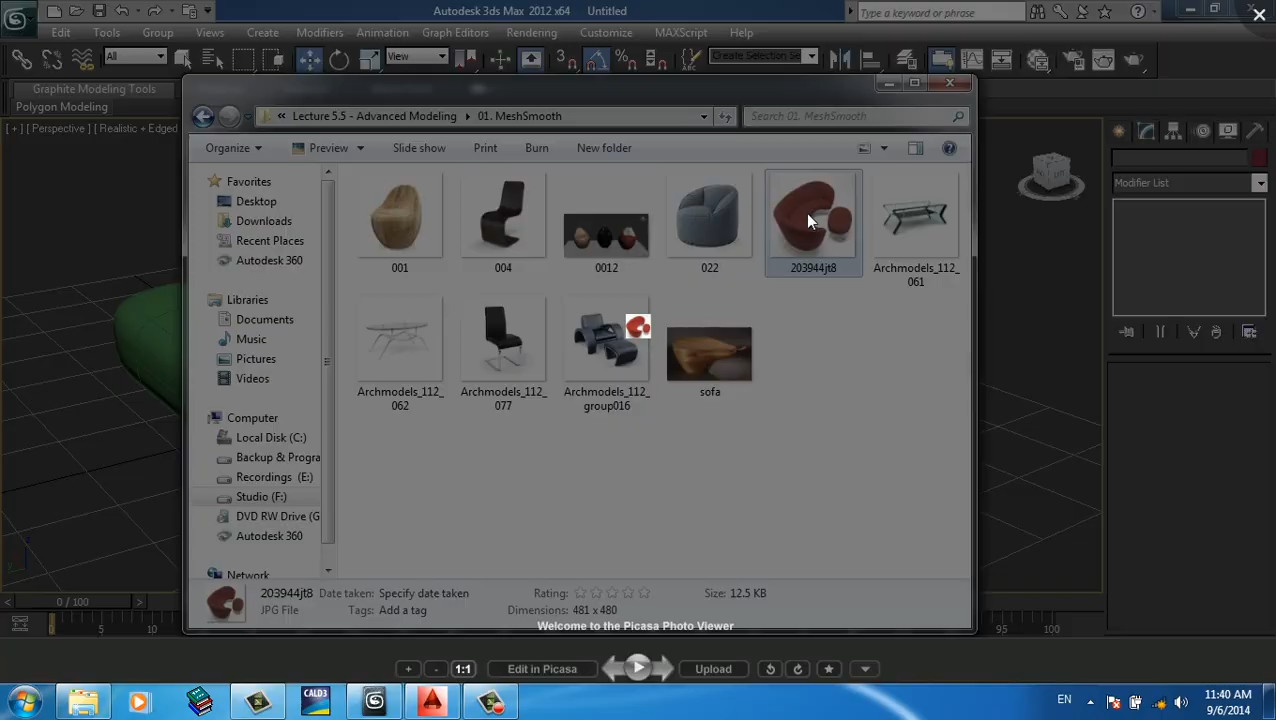 Autodesk 3ds Max 2012 x64 Untitled
Type a keyword or phrase
Edit Tools Group Views Create Modifiers Animation Graph Editors Rendering Customize MAXScript Help
All
View
Create Selection Se
Graphite Modeling Tools
Polygon Modeling
[ + ] [ Perspective ] [ Realistic + Edged
Modifier List
« Lecture 5.5 - Advanced Modeling 01. MeshSmooth
Search 01. MeshSmooth
Organize Preview Slide show Print Burn New folder
Favorites
Desktop
Downloads
Recent Places
Autodesk 360
Libraries
Documents
Music
Pictures
Videos
Computer
Local Disk (C:)
Backup & Progra
Recordings (E:)
Studio (F:)
DVD RW Drive (G
Autodesk 360
Network
001
004
0012
022
203944jt8
Archmodels_112_
061
Archmodels_112_
062
Archmodels_112_
077
Archmodels_112_
group016
sofa
203944jt8 Date taken: Specify date taken Rating: Size: 12.5 KB
JPG File Tags: Add a tag Dimensions: 481 x 480
Welcome to the Picasa Photo Viewer
0 / 100
0 5 10 95 100
1:1 Edit in Picasa Upload
CALD3
EN
11:40 AM
9/6/2014